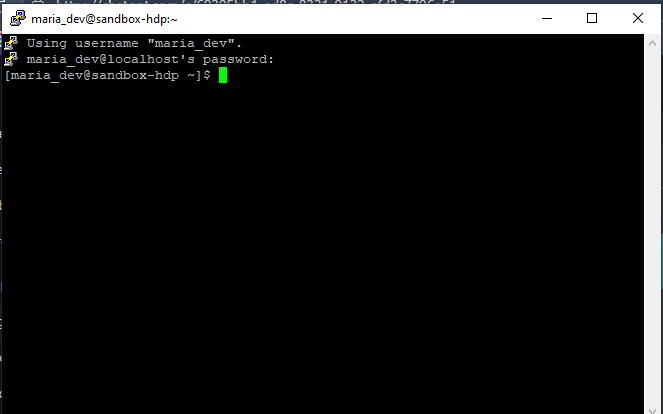 maria_dev@sandbox-hdp:~
Using username "maria_dev".
maria_dev@localhost's password:
[maria_dev@sandbox-hdp ~]$